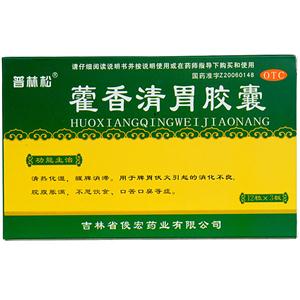 请仔细阅读说明书并按说明使用或在药师指导下购买和使用
国药准字Z20060148
OTC
普林松®
藿香清胃胶囊
HUOXIANGQINGWEIJIAONANG
功能主治
清热化湿、醒脾消滞。用于脾胃伏火引起的消化不良,
脘腹胀满、不思饮食、口苦口臭等症。
12粒×3板
吉林省俊宏药业有限公司